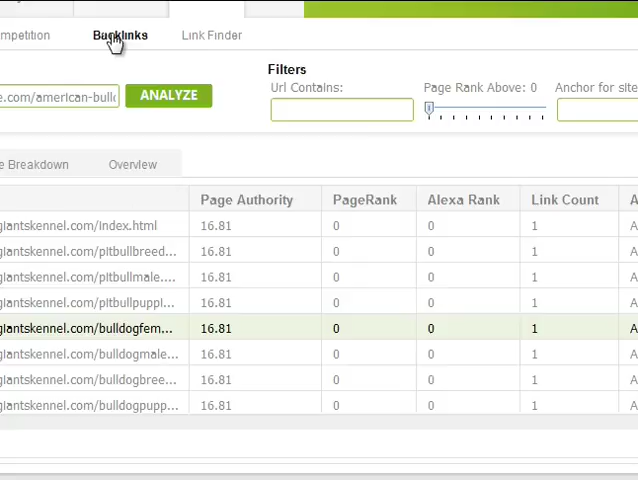 mpetition Backlinks Link Finder
Filters
Url Contains: Page Rank Above: 0 Anchor for site
e.com/american-bulld ANALYZE
e Breakdown Overview
Page Authority PageRank Alexa Rank Link Count A
giantskennel.com/index.html 16.81 0 0 1 A
giantskennel.com/pitbullbreed... 16.81 0 0 1 A
giantskennel.com/pitbullmale.... 16.81 0 0 1 A
giantskennel.com/pitbullpuppi... 16.81 0 0 1 A
giantskennel.com/bulldogfem... 16.81 0 0 1 A
giantskennel.com/bulldogmale... 16.81 0 0 1 A
giantskennel.com/bulldogbree... 16.81 0 0 1 A
giantskennel.com/bulldogpupp... 16.81 0 0 1 A